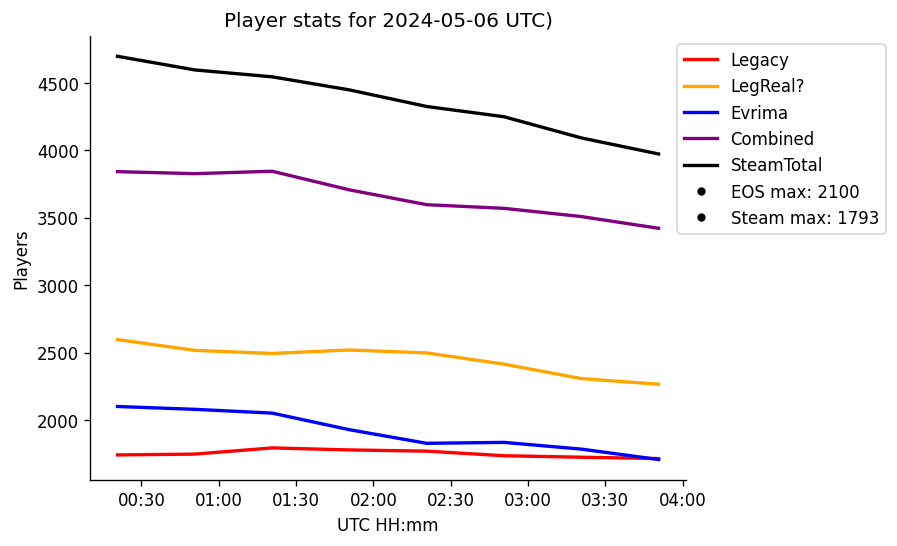 Player stats for 2024-05-06 UTC)
Legacy
LegReal?
Evrima
Combined
SteamTotal
EOS max: 2100
Steam max: 1793
Players
4500
4000
3500
3000
2500
2000
00:30 01:00 01:30 02:00 02:30 03:00 03:30 04:00
UTC HH:mm